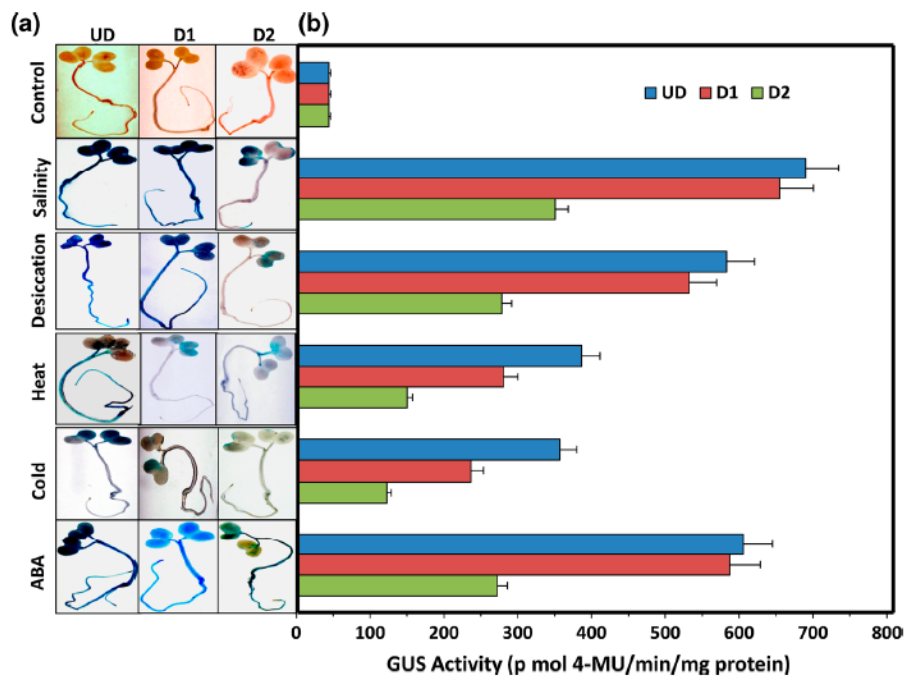 (a)
UD D1 D2
Control
Salinity
Desiccation
Heat
Cold
ABA
(b)
UD D1 D2
0 100 200 300 400 500 600 700 800
GUS Activity (p mol 4-MU/min/mg protein)